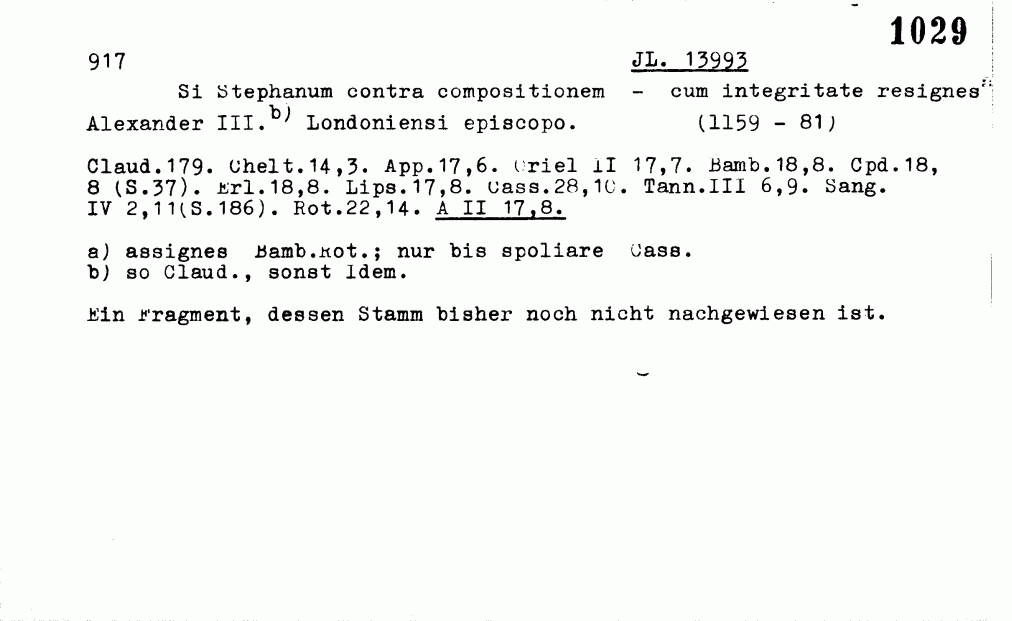 1029
917 JL. 13993
Si Stephanum contra compositionem - cum integritate resignes
Alexander III.b) Londoniensi episcopo. (1159 - 81)
Claud.179. Chelt.14,3. App.17,6. Oriel II 17,7. Bamb.18,8. Cpd.18,
8 (S.37). Erl.18,8. Lips.17,8. Cass.28,10. Tann.III 6,9. Sang.
IV 2,11(S.186). Rot.22,14. A II 17,8.
a) assignes Bamb.Rot.; nur bis spoliare Cass.
b) so Claud., sonst Idem.
Ein Fragment, dessen Stamm bisher noch nicht nachgewiesen ist.